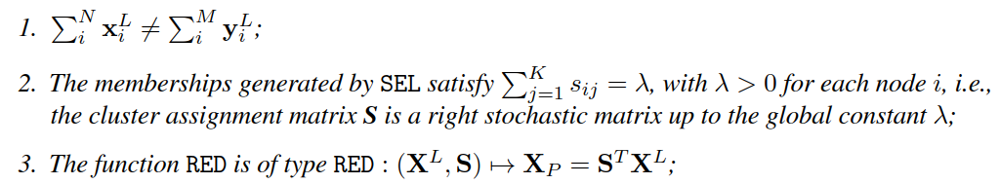 1. $\sum_i^N \mathbf{x}_i^L \neq \sum_i^M \mathbf{y}_i^L$;
2. The memberships generated by SEL satisfy $\sum_{j=1}^K s_{ij} = \lambda$, with $\lambda > 0$ for each node $i$, i.e.,
the cluster assignment matrix $\mathbf{S}$ is a right stochastic matrix up to the global constant $\lambda$;
3. The function RED is of type RED : $(\mathbf{X}^L, \mathbf{S}) \mapsto \mathbf{X}_P = \mathbf{S}^T \mathbf{X}^L$;